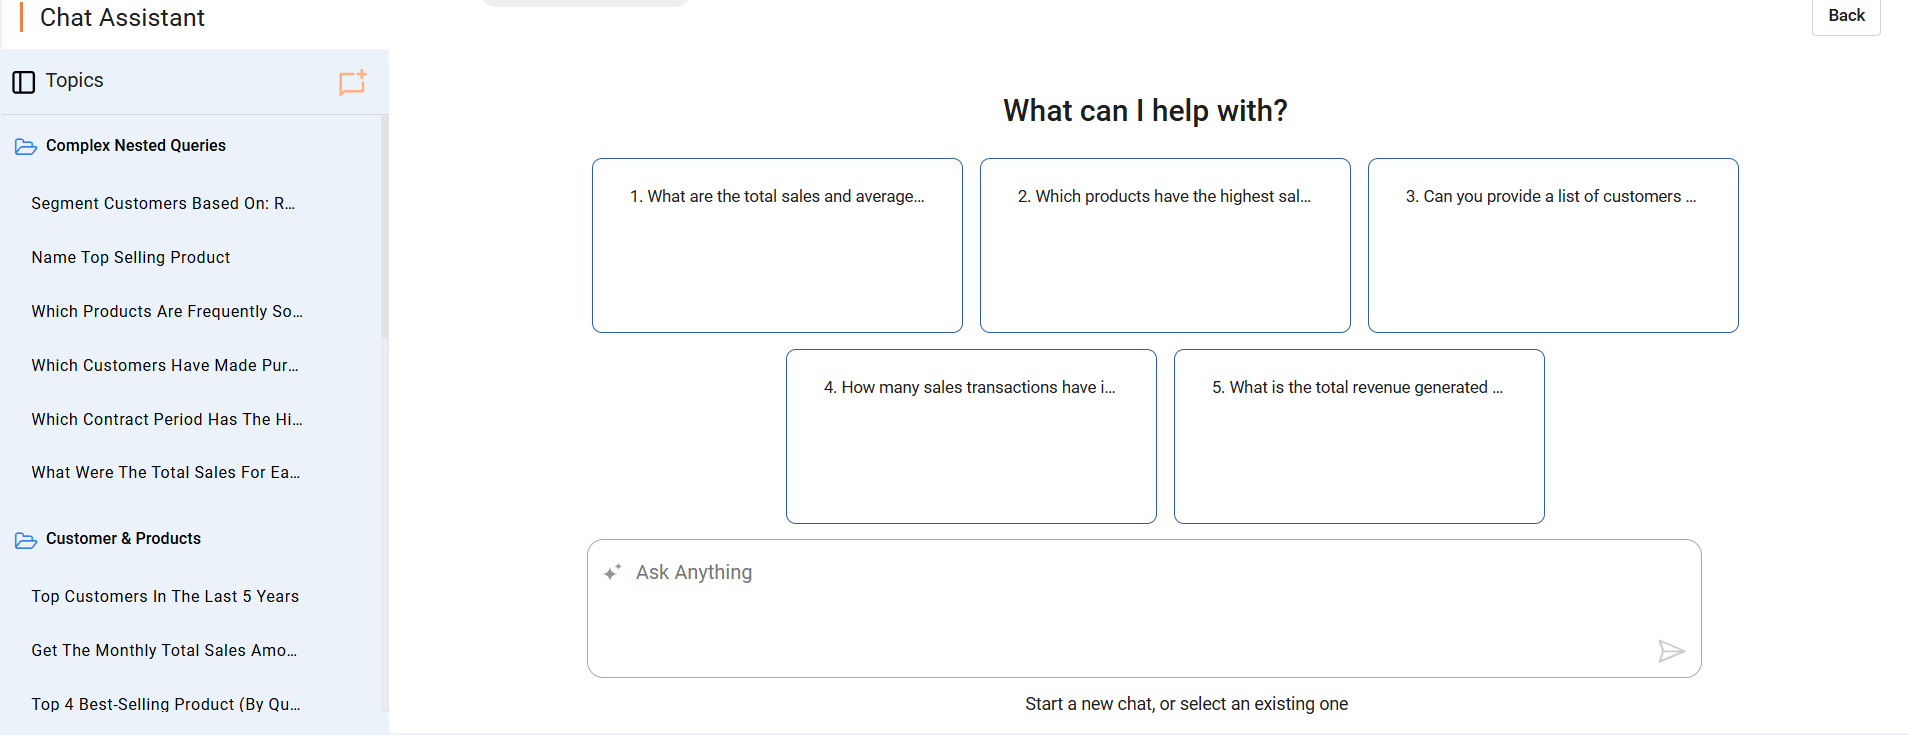 Chat Assistant
Back
Topics
Complex Nested Queries
Segment Customers Based On: R...
Name Top Selling Product
Which Products Are Frequently So...
Which Customers Have Made Pur...
Which Contract Period Has The Hi...
What Were The Total Sales For Ea...
Customer & Products
Top Customers In The Last 5 Years
Get The Monthly Total Sales Amo...
Top 4 Best-Selling Product (By Qu...
What can I help with?
1. What are the total sales and average...
2. Which products have the highest sal...
3. Can you provide a list of customers ...
4. How many sales transactions have i...
5. What is the total revenue generated ...
Ask Anything
Start a new chat, or select an existing one